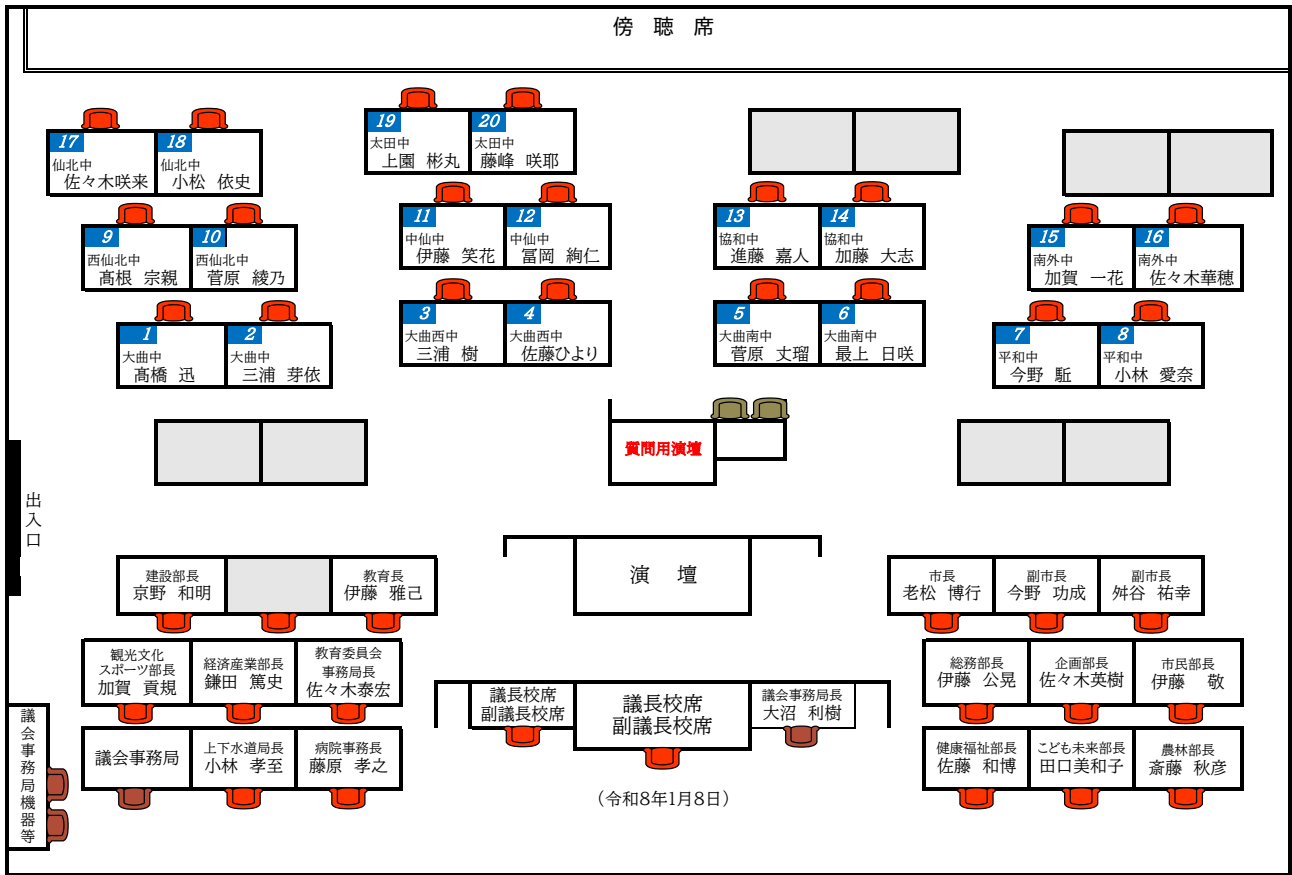 傍 聴 席
17
仙北中
佐々木咲来
18
仙北中
小松 依史
19
太田中
上園 彬丸
20
太田中
藤峰 咲耶
9
西仙北中
髙根 宗親
10
西仙北中
菅原 綾乃
11
中仙中
伊藤 笑花
12
中仙中
冨岡 絢仁
13
協和中
進藤 嘉人
14
協和中
加藤 大志
15
南外中
加賀 一花
16
南外中
佐々木華穂
1
大曲中
髙橋 迅
2
大曲中
三浦 芽依
3
大曲西中
三浦 樹
4
大曲西中
佐藤ひより
5
大曲南中
菅原 丈瑠
6
大曲南中
最上 日咲
7
平和中
今野 駈
8
平和中
小林 愛奈
質問用演壇
出入口
演 壇
建設部長
京野 和明
教育長
伊藤 雅己
市長
老松 博行
副市長
今野 功成
副市長
舛谷 祐幸
観光文化
スポーツ部長
加賀 貢規
経済産業部長
鎌田 篤史
教育委員会
事務局長
佐々木泰宏
総務部長
伊藤 公晃
企画部長
佐々木英樹
市民部長
伊藤 敬
議長校席
副議長校席
議長校席
副議長校席
議会事務局長
大沼 利樹
議会事務局機器等
議会事務局
上下水道局長
小林 孝至
病院事務長
藤原 孝之
健康福祉部長
佐藤 和博
こども未来部長
田口美和子
農林部長
斎藤 秋彦
（令和8年1月8日）